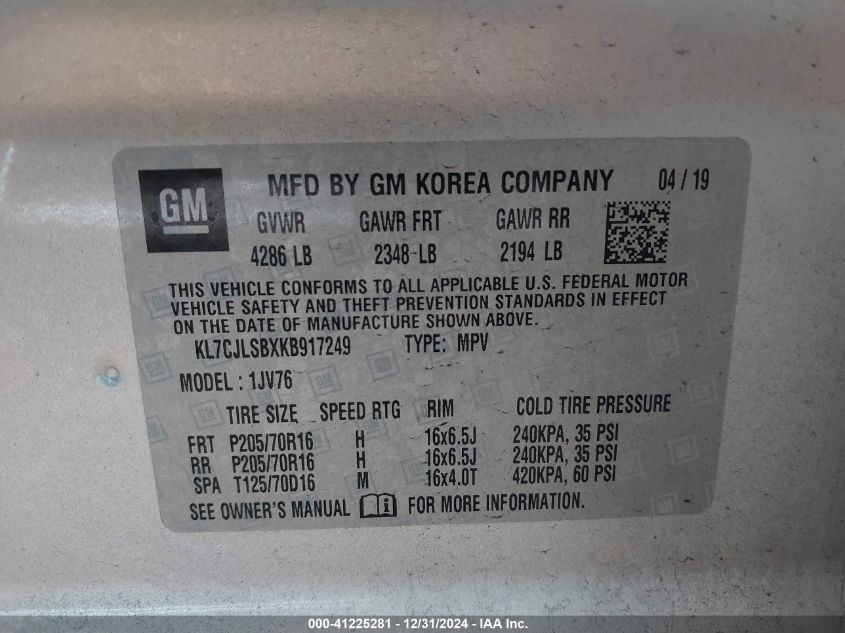 GM
MFD BY GM KOREA COMPANY 04 / 19
GVWR GAWR FRT GAWR RR
4286 LB 2348 LB 2194 LB
THIS VEHICLE CONFORMS TO ALL APPLICABLE U.S. FEDERAL MOTOR
VEHICLE SAFETY AND THEFT PREVENTION STANDARDS IN EFFECT
ON THE DATE OF MANUFACTURE SHOWN ABOVE.
KL7CJLSBXKB917249 TYPE: MPV
MODEL : 1JV76
TIRE SIZE SPEED RTG RIM COLD TIRE PRESSURE
FRT P205/70R16 H 16x6.5J 240KPA, 35 PSI
RR P205/70R16 H 16x6.5J 240KPA, 35 PSI
SPA T125/70D16 M 16x4.0T 420KPA, 60 PSI
SEE OWNER'S MANUAL FOR MORE INFORMATION.
000-41225281 - 12/31/2024 - IAA Inc.